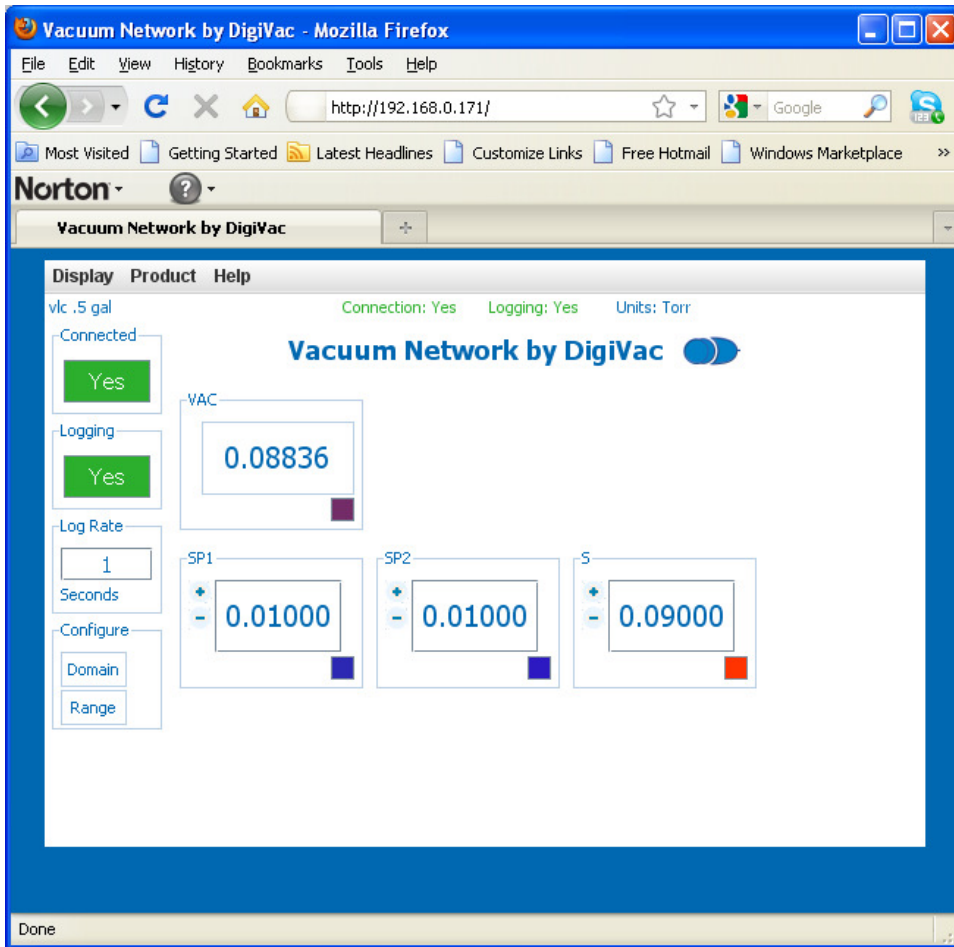 Vacuum Network by DigiVac - Mozilla Firefox
File Edit View History Bookmarks Tools Help
http://192.168.0.171/ Google 123
Most Visited Getting Started Latest Headlines Customize Links Free Hotmail Windows Marketplace »
Norton ?
Vacuum Network by DigiVac
Display Product Help
vlc .5 gal Connection: Yes Logging: Yes Units: Torr
Vacuum Network by DigiVac
Connected
Yes
Logging
Yes
Log Rate
1
Seconds
Configure
Domain
Range
VAC
0.08836
SP1
+
-
0.01000
SP2
+
-
0.01000
S
+
-
0.09000
Done